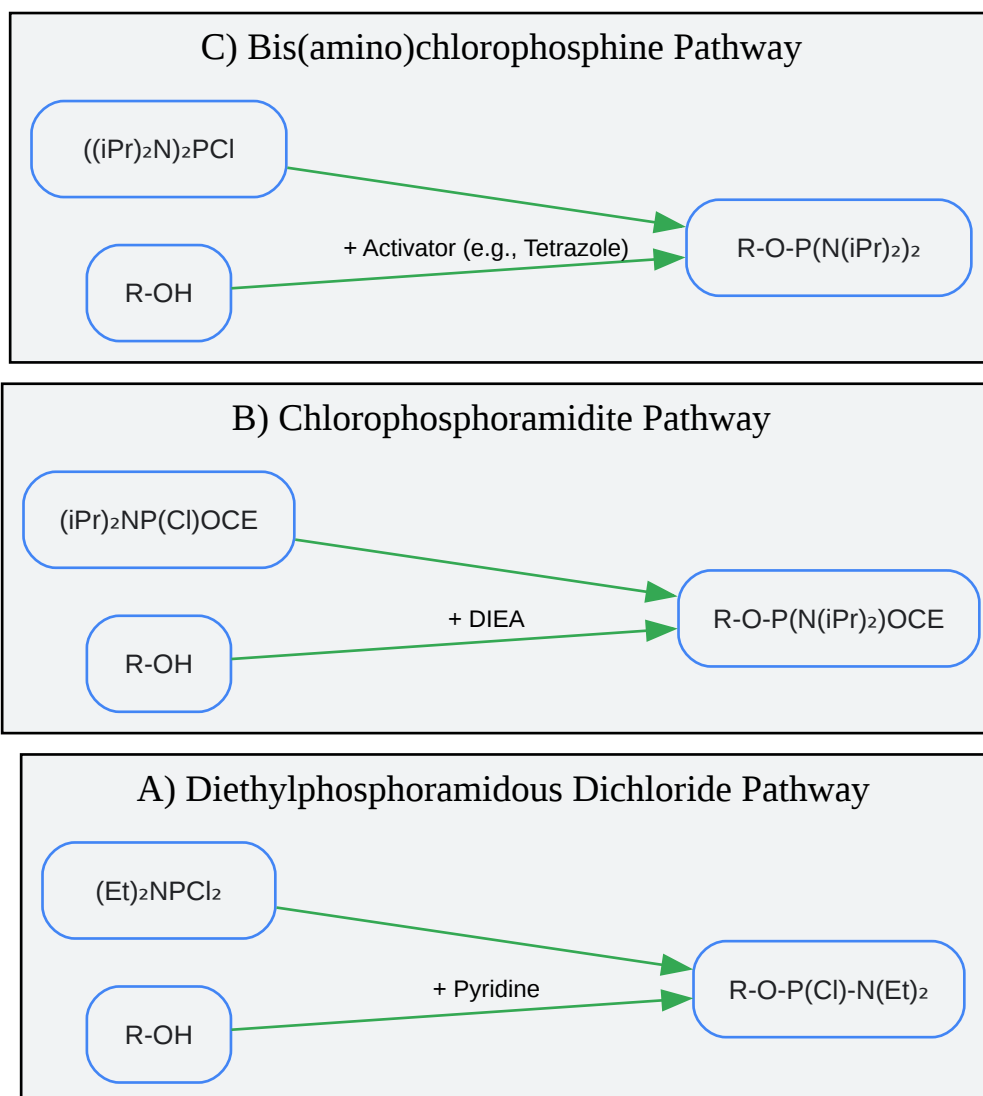 C) Bis(amino)chlorophosphine Pathway
((iPr)₂N)₂PCl
+ Activator (e.g., Tetrazole)
R-O-P(N(iPr)₂)₂
R-OH
B) Chlorophosphoramidite Pathway
(iPr)₂NP(Cl)OCE
+ DIEA
R-O-P(N(iPr)₂)OCE
R-OH
A) Diethylphosphoramidous Dichloride Pathway
(Et)₂NPCl₂
+ Pyridine
R-O-P(Cl)-N(Et)₂
R-OH